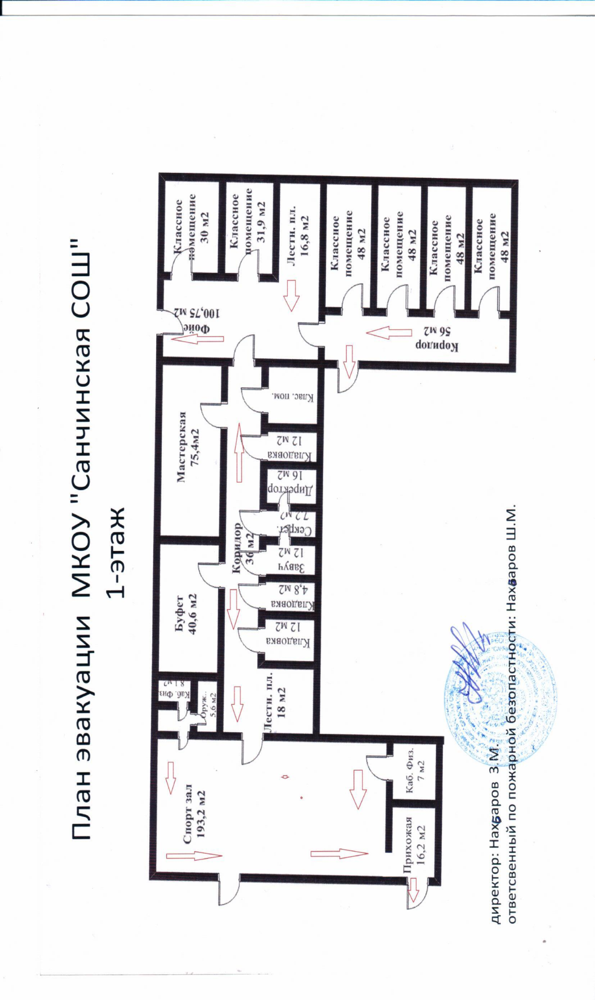 План эвакуации МКОУ "Санчинская СОШ"
1-этаж
Спорт зал
193,2 м2
Каб. Физ.
8,1 м2
Оруж..
5,6 м2
Буфет
40,6 м2
Мастерская
75,4м2
Фойе
100,75 м2
Классное
помещение
30 м2
Классное
помещение
31,9 м2
Лестн. пл.
16,8 м2
Коридор
36 м2
Лестн. пл.
18 м2
Кладовка
12 м2
Кладовка
4,8 м2
Завуч
12 м2
Секрет.
7,2 м2
Директор
16 м2
Кладовка
12 м2
Клас. пом.
Классное
помещение
48 м2
Классное
помещение
48 м2
Классное
помещение
48 м2
Классное
помещение
48 м2
Коридор
56 м2
Прихожая
16,2 м2
Каб. Физ.
7 м2
директор: Нахбаров З.М.
ответсвенный по пожарной безопастности: Нахбаров Ш.М.